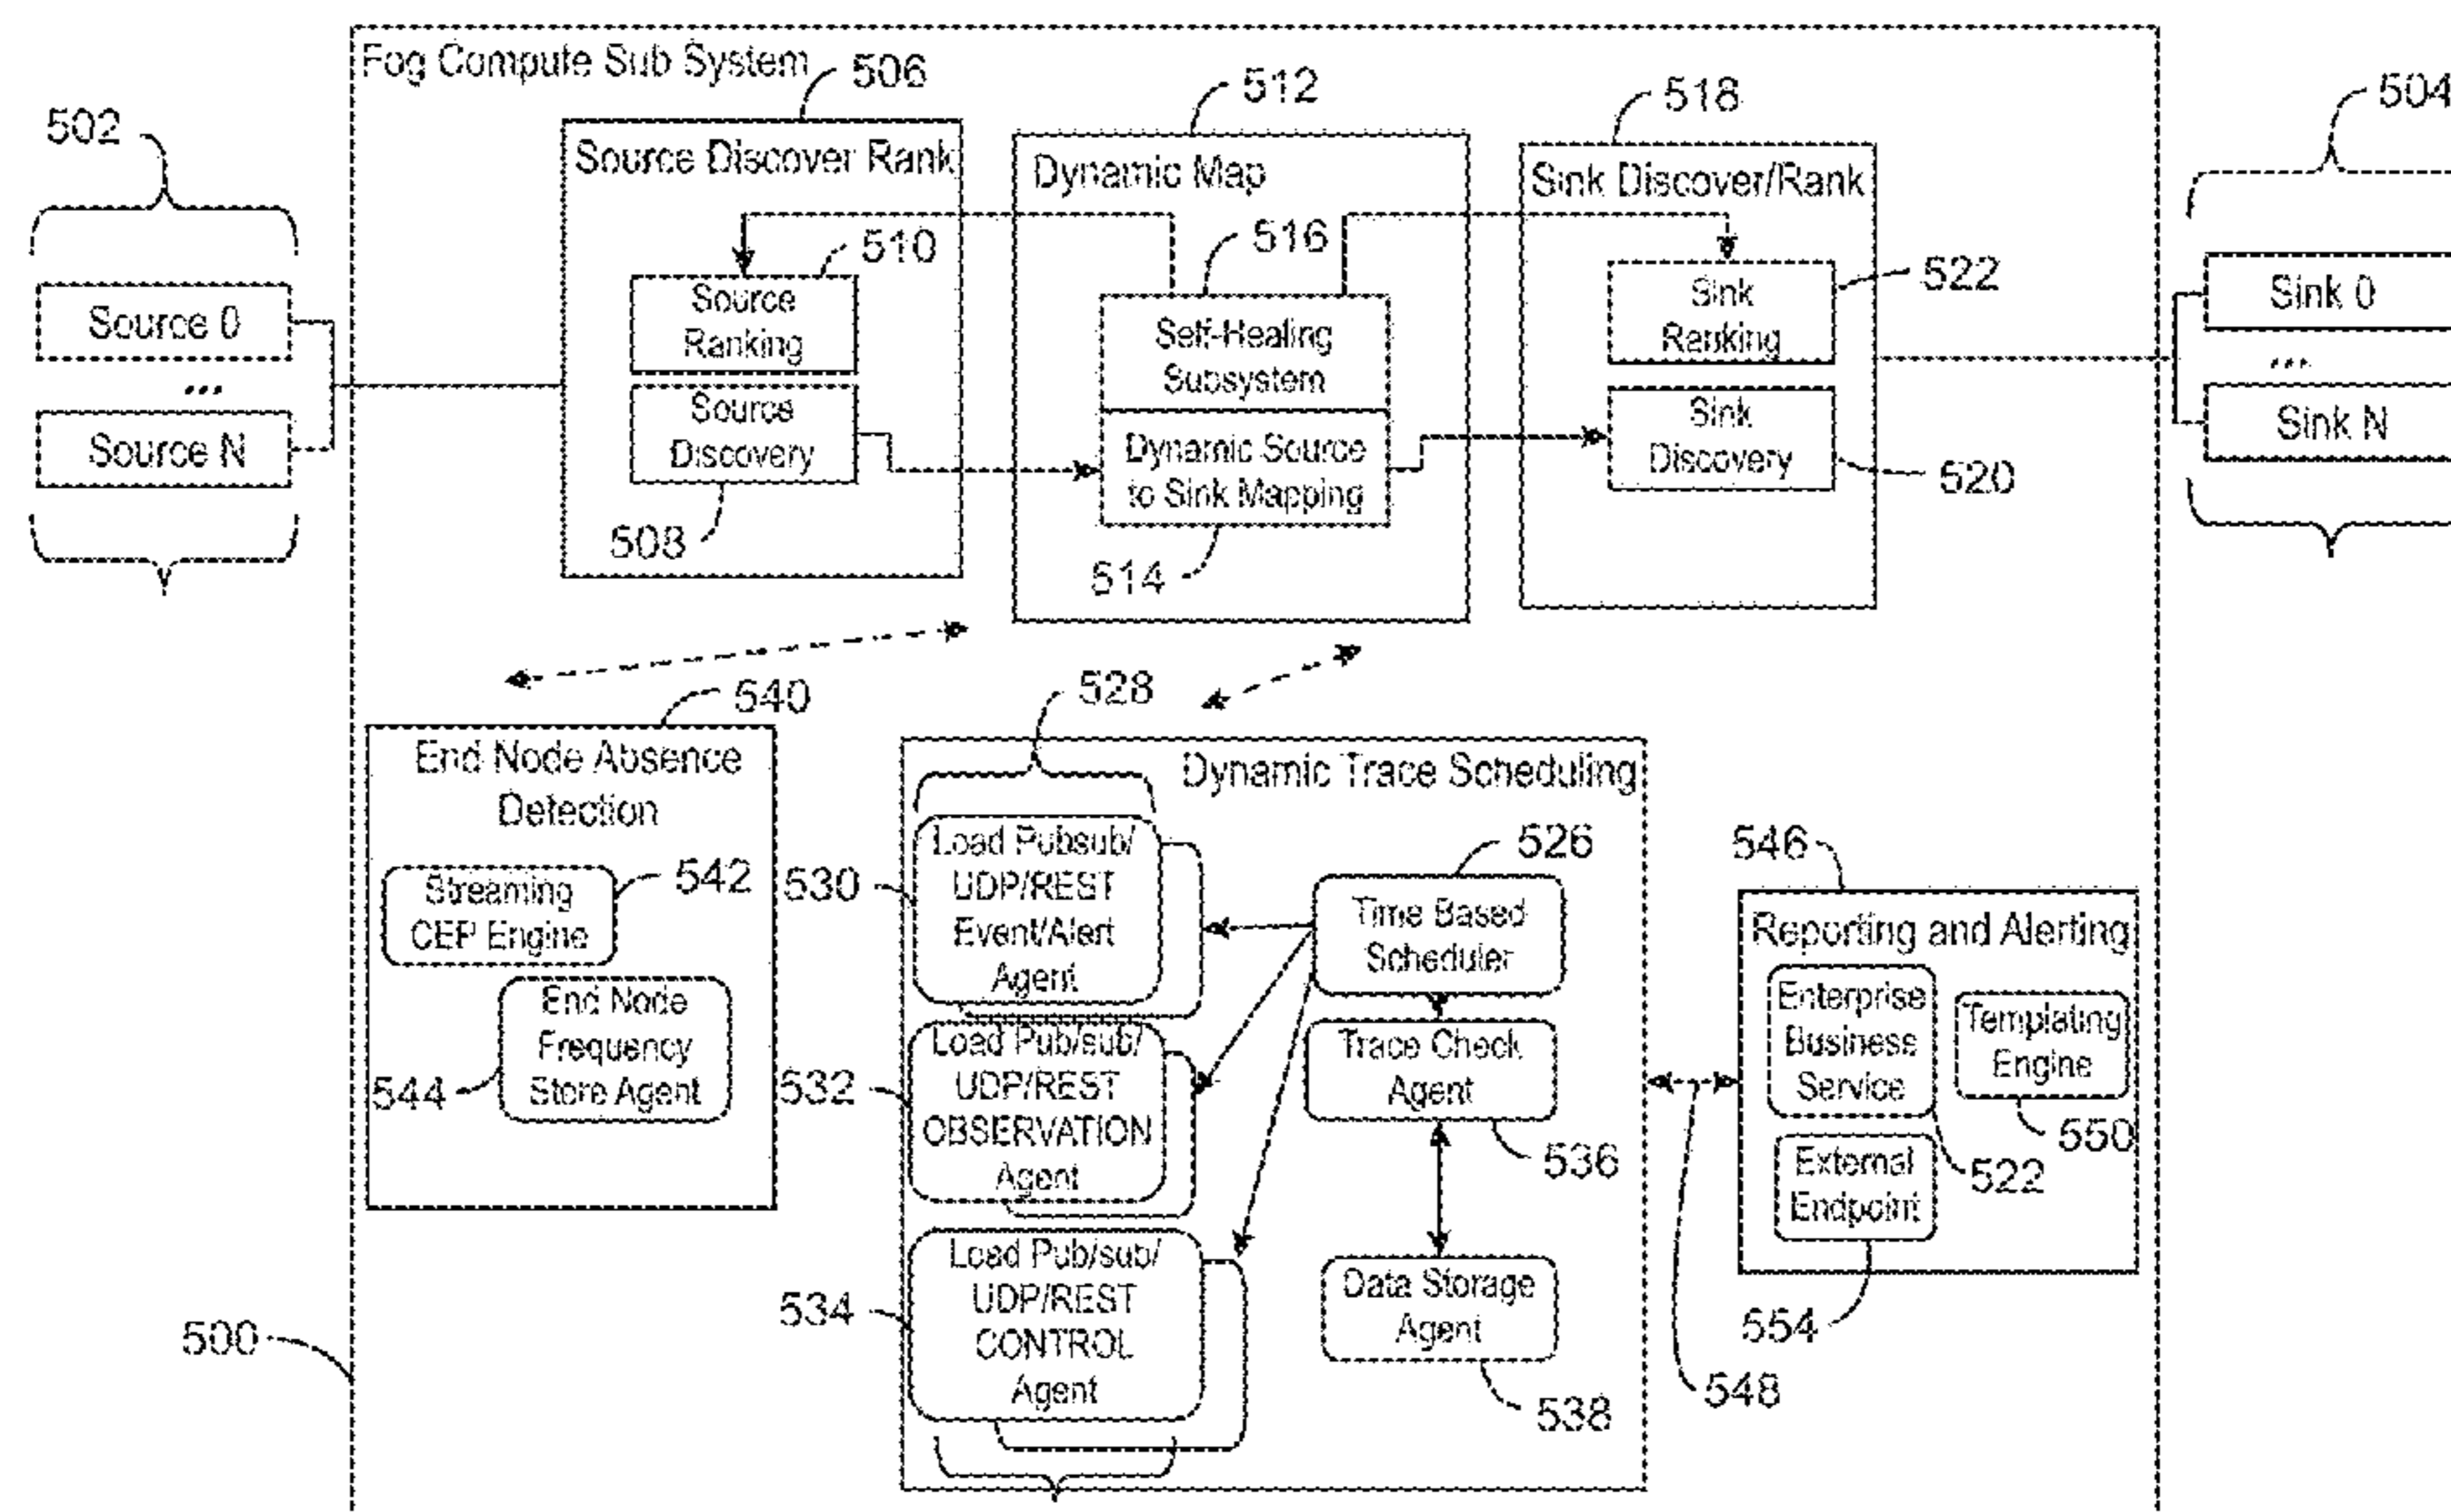 Fog Compute Sub System
506
512
518
504
502
Source Discover Rank
Dynamic Map
Sink Discover/Rank
510
516
522
Source 0
...
Source N
Source
Ranking
Source
Discovery
508
Self-Healing
Subsystem
Dynamic Source
to Sink Mapping
514
Sink
Ranking
Sink
Discovery
520
Sink 0
...
Sink N
540
End Node Absence
Detection
Streaming
CEP Engine
542
End Node
Frequency
Store Agent
544
528
Dynamic Trace Scheduling
530
Load Pubsub/
UDP/REST
Event/Alert
Agent
532
Load Pub/sub/
UDP/REST
OBSERVATION
Agent
534
Load Pub/sub/
UDP/REST
CONTROL
Agent
526
Time Based
Scheduler
Trace Check
Agent
536
Data Storage
Agent
538
546
Reporting and Alerting
Enterprise
Business
Service
522
Templating
Engine
550
External
Endpoint
554
548
500